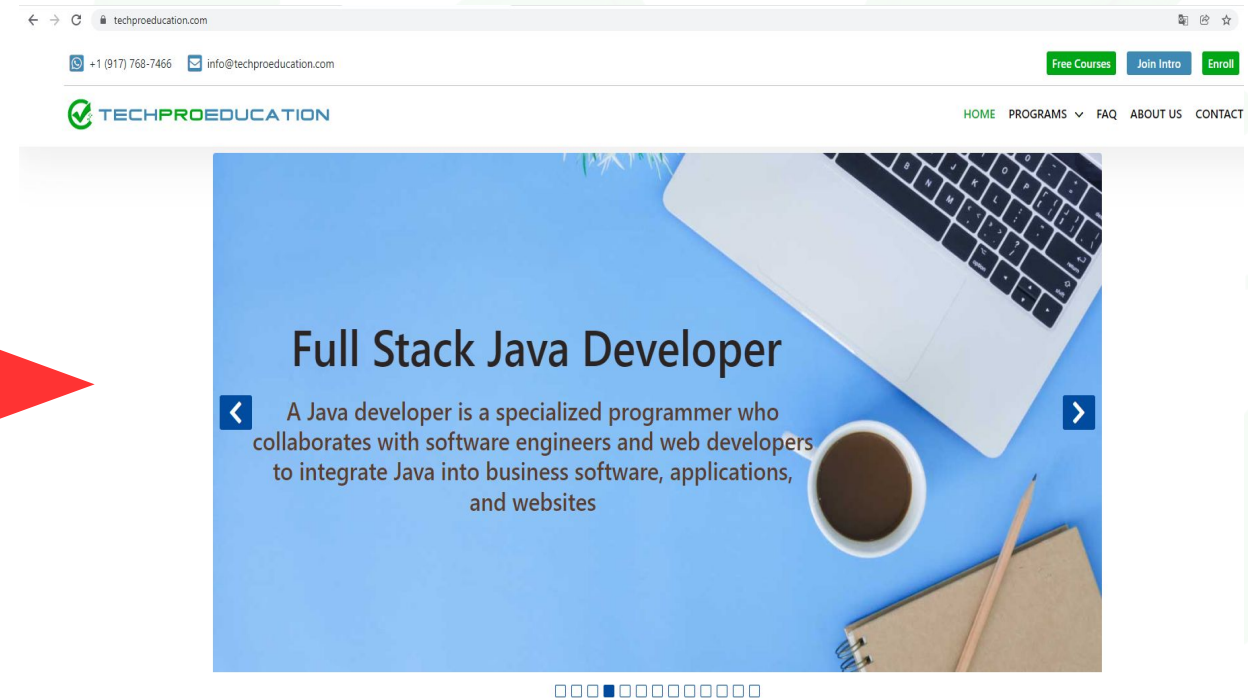 techproeducation.com
+1 (917) 768-7466 info@techproeducation.com Free Courses Join Intro Enroll
TECHPROEDUCATION HOME PROGRAMS FAQ ABOUT US CONTACT
Full Stack Java Developer
A Java developer is a specialized programmer who
collaborates with software engineers and web developers
to integrate Java into business software, applications,
and websites